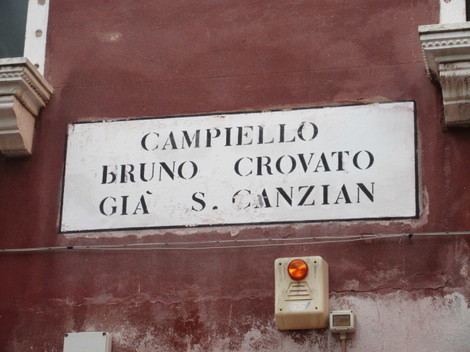 CAMPIELLO
BRUNO CROVATO
GIÀ S. CANZIAN